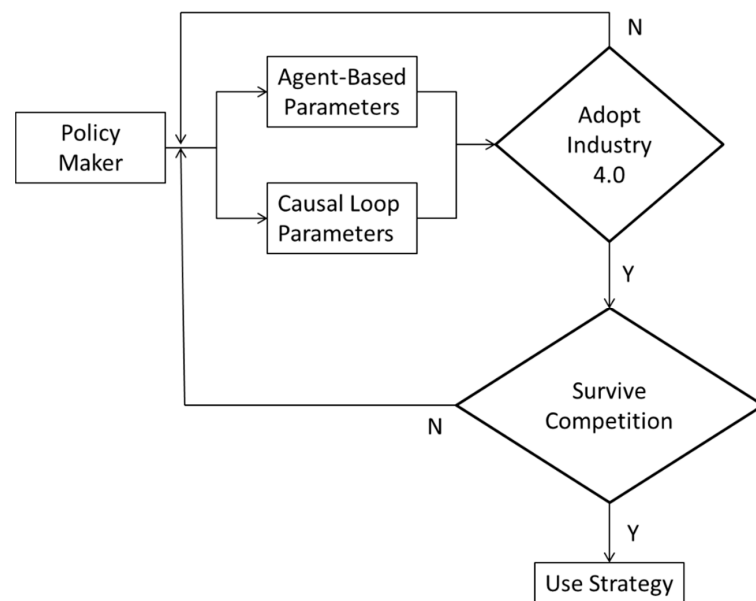 N
Agent-Based
Parameters
Adopt
Industry
4.0
Policy
Maker
Causal Loop
Parameters
Y
Survive
Competition
N
Y
Use Strategy